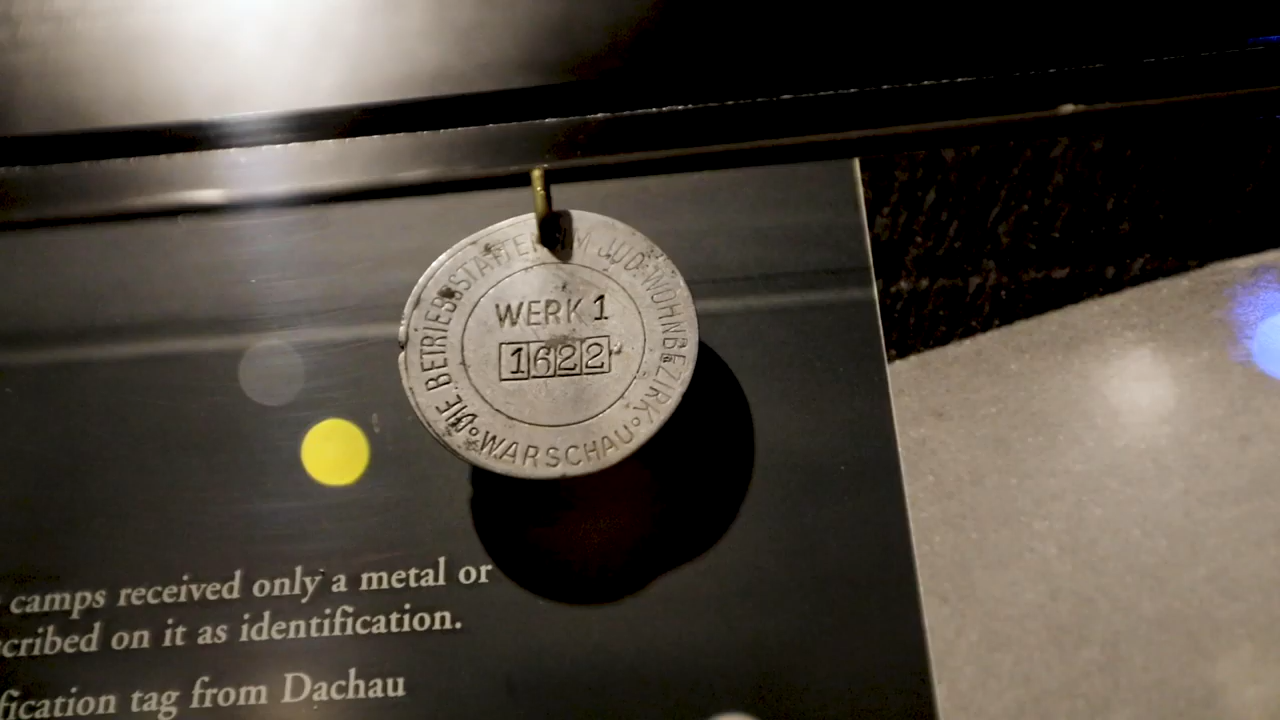 DIE BETRIEBSSTÄTTEN IM JÜD. WOHNBEZIRK
WARSCHAU
WERK 1
1622
camps received only a metal or
cribed on it as identification.
fication tag from Dachau